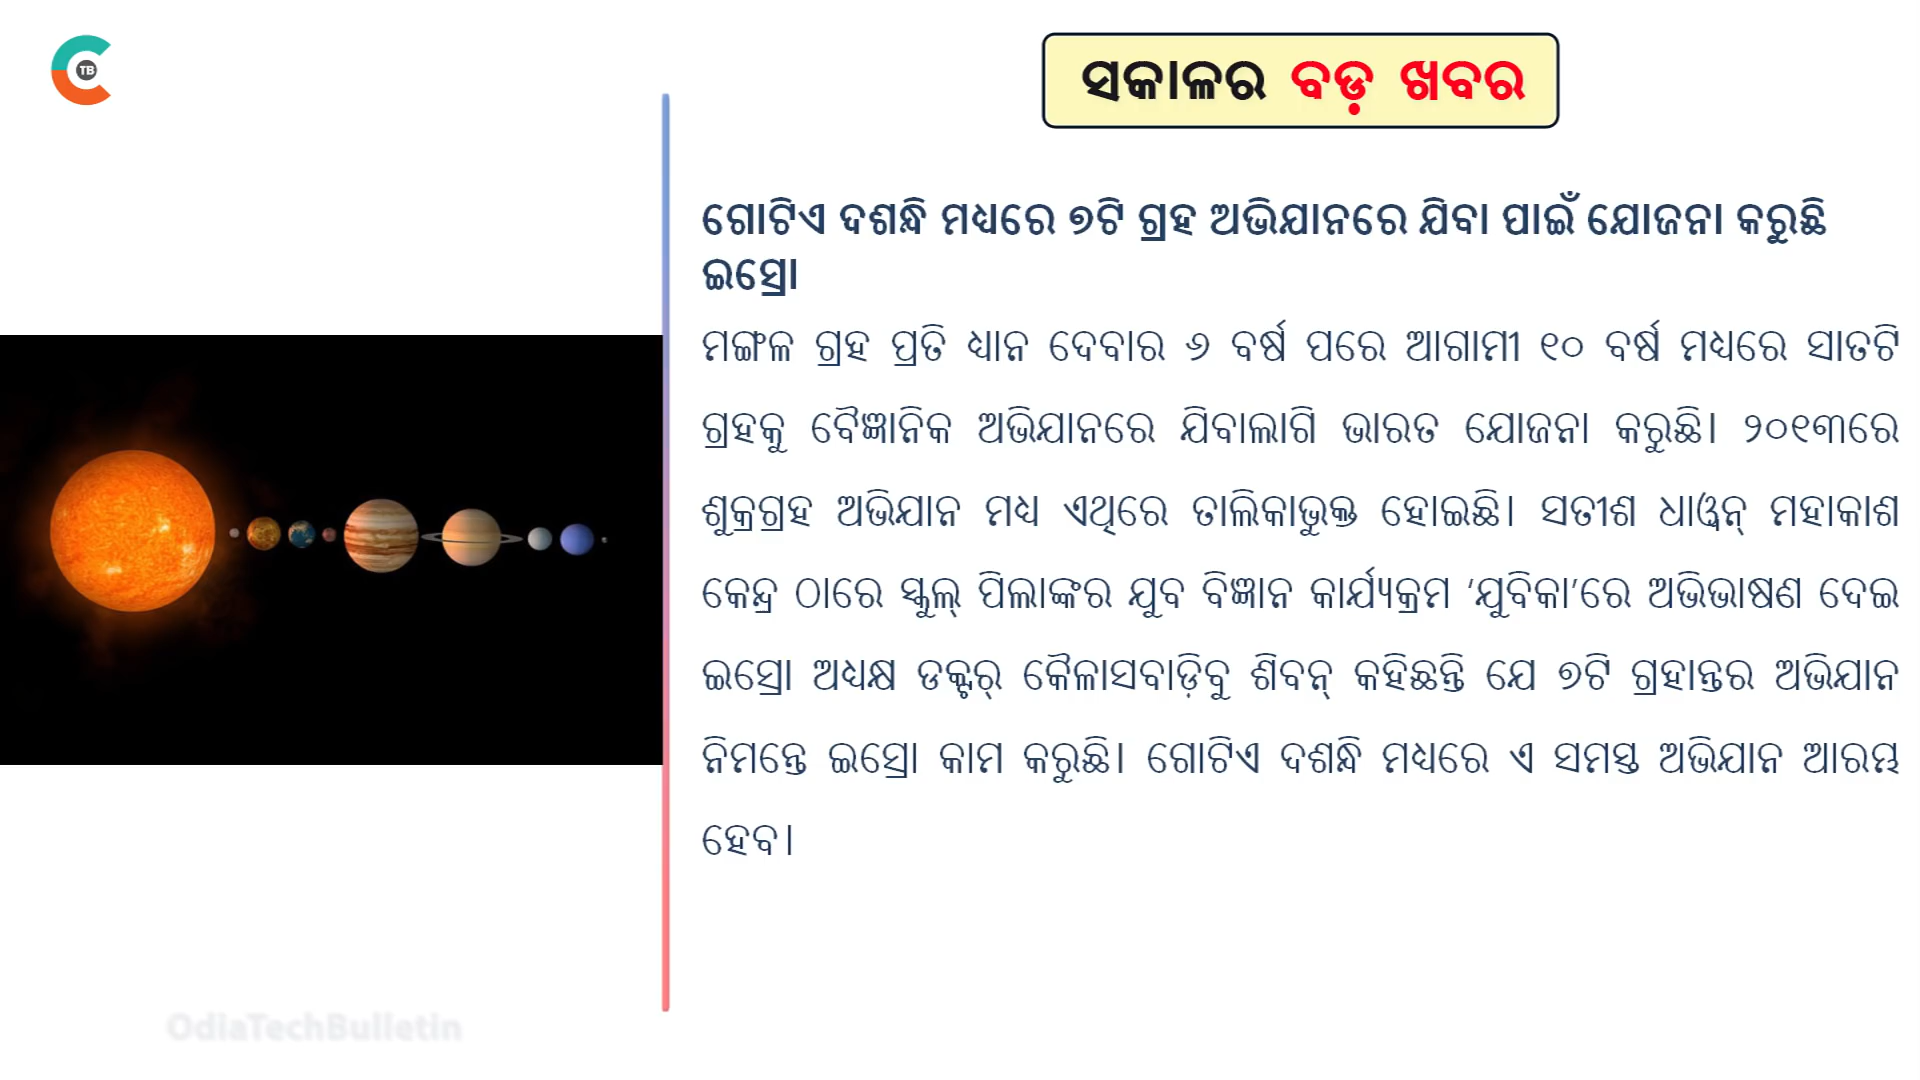 TB
ସକାଳର ବଡ଼ ଖବର
ଗୋଟିଏ ଦଶନ୍ଧି ମଧ୍ୟରେ ୭ଟି ଗ୍ରହ ଅଭିଯାନରେ ଯିବା ପାଇଁ ଯୋଜନା କରୁଛି
ଇସ୍ରୋ
ମଙ୍ଗଳ ଗ୍ରହ ପ୍ରତି ଧ୍ୟାନ ଦେବାର ୬ ବର୍ଷ ପରେ ଆଗାମୀ ୧୦ ବର୍ଷ ମଧ୍ୟରେ ସାତଟି
ଗ୍ରହକୁ ବୈଜ୍ଞାନିକ ଅଭିଯାନରେ ଯିବାଲାଗି ଭାରତ ଯୋଜନା କରୁଛି। ୨୦୧୩ରେ
ଶୁକ୍ରଗ୍ରହ ଅଭିଯାନ ମଧ୍ୟ ଏଥିରେ ତାଲିକାଭୁକ୍ତ ହୋଇଛି। ସତୀଶ ଧାୱନ୍ ମହାକାଶ
କେନ୍ଦ୍ର ଠାରେ ସ୍କୁଲ୍ ପିଲାଙ୍କର ଯୁବ ବିଜ୍ଞାନ କାର୍ଯ୍ୟକ୍ରମ ‘ଯୁବିକା’ରେ ଅଭିଭାଷଣ ଦେଇ
ଇସ୍ରୋ ଅଧ୍ୟକ୍ଷ ଡକ୍ଟର୍ କୈଳାସବାଡ଼ିବୁ ଶିବନ୍ କହିଛନ୍ତି ଯେ ୭ଟି ଗ୍ରହାନ୍ତର ଅଭିଯାନ
ନିମନ୍ତେ ଇସ୍ରୋ କାମ କରୁଛି। ଗୋଟିଏ ଦଶନ୍ଧି ମଧ୍ୟରେ ଏ ସମସ୍ତ ଅଭିଯାନ ଆରମ୍ଭ
ହେବ।
OdiaTechBulletin